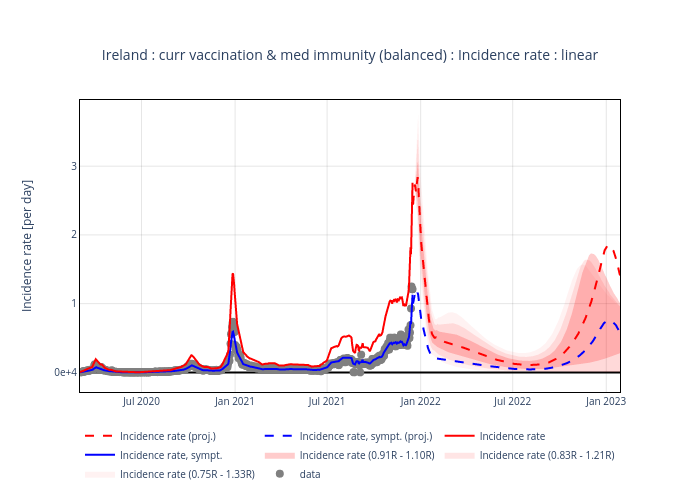 Ireland : curr vaccination & med immunity (balanced) : Incidence rate : linear
Incidence rate [per day]
3
2
1
0e+4
Jul 2020
Jan 2021
Jul 2021
Jan 2022
Jul 2022
Jan 2023
Incidence rate (proj.)
Incidence rate, sympt. (proj.)
Incidence rate
Incidence rate, sympt.
Incidence rate (0.91R - 1.10R)
Incidence rate (0.83R - 1.21R)
Incidence rate (0.75R - 1.33R)
data